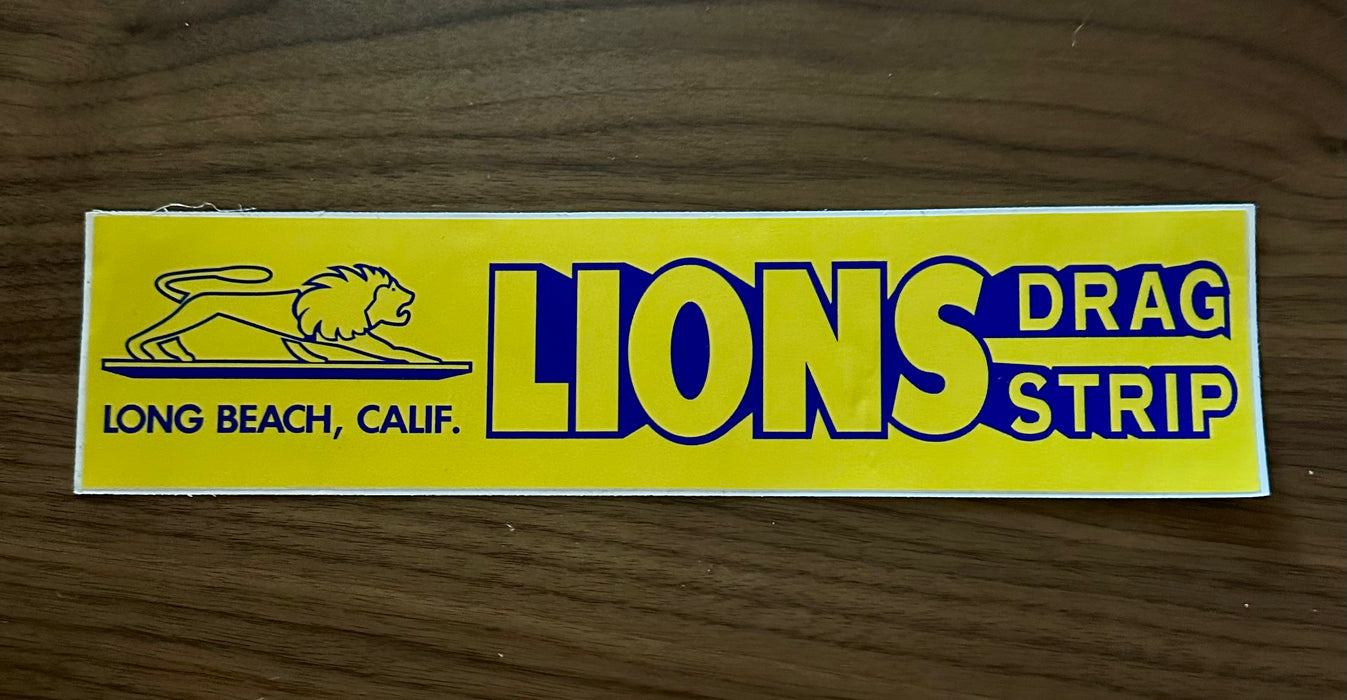 LONG BEACH, CALIF.
LIONS
DRAG
STRIP